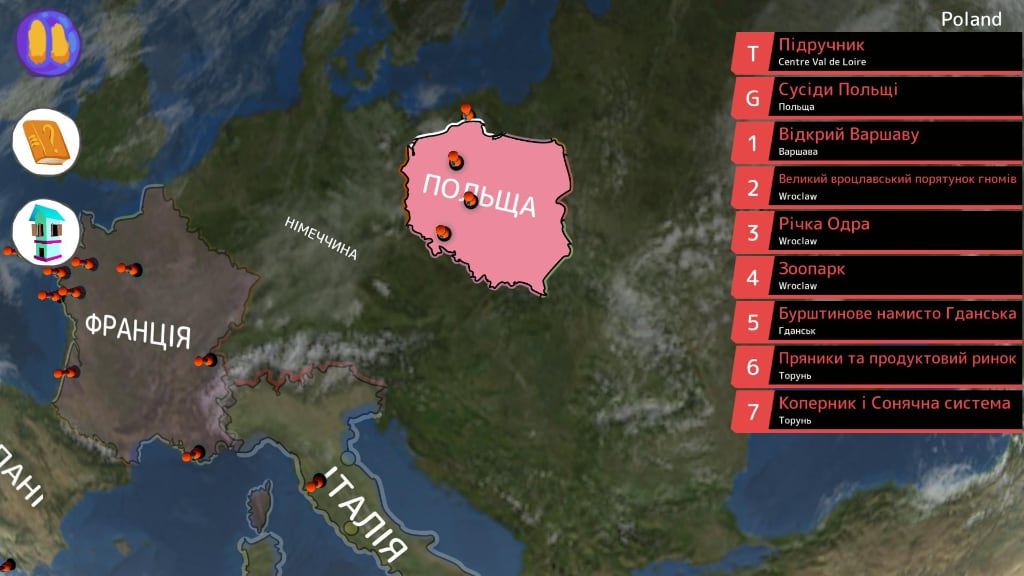 Poland
T
Підручник
Centre Val de Loire
G
Сусіди Польщі
Польща
1
Відкрий Варшаву
Варшава
2
Великий вроцлавський порятунок гномів
Wroclaw
3
Річка Одра
Wroclaw
4
Зоопарк
Wroclaw
5
Бурштинове намисто Гданська
Гданськ
6
Пряники та продуктовий ринок
Торунь
7
Коперник і Сонячна система
Торунь
ПОЛЬЩА
НІМЕЧЧИНА
ФРАНЦІЯ
ІТАЛІЯ
ПАНІ